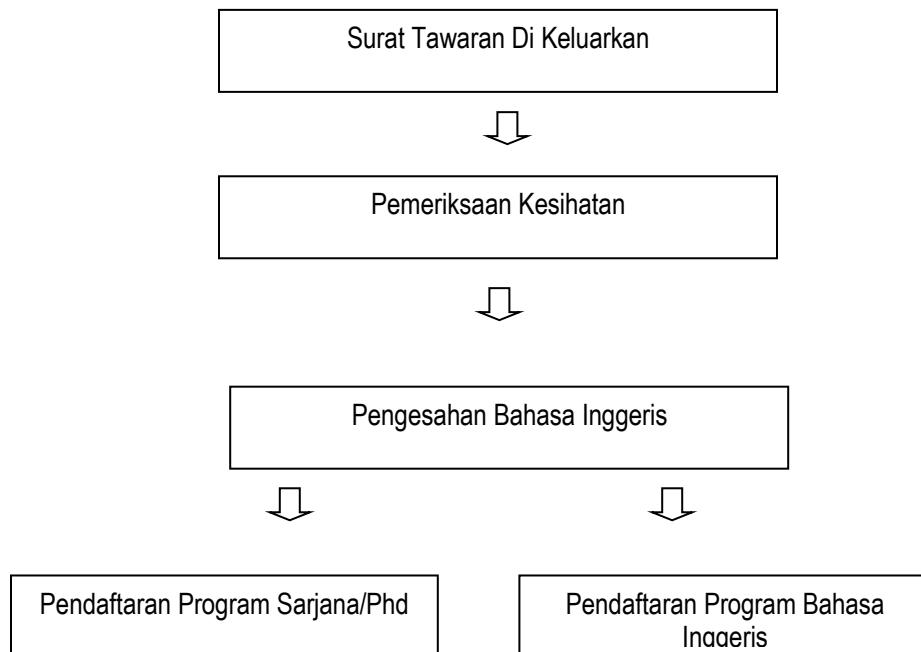 Surat Tawaran Di Keluarkan
Pemeriksaan Kesihatan
Pengesahan Bahasa Inggeris
Pendaftaran Program Sarjana/Phd
Pendaftaran Program Bahasa
Inggeris